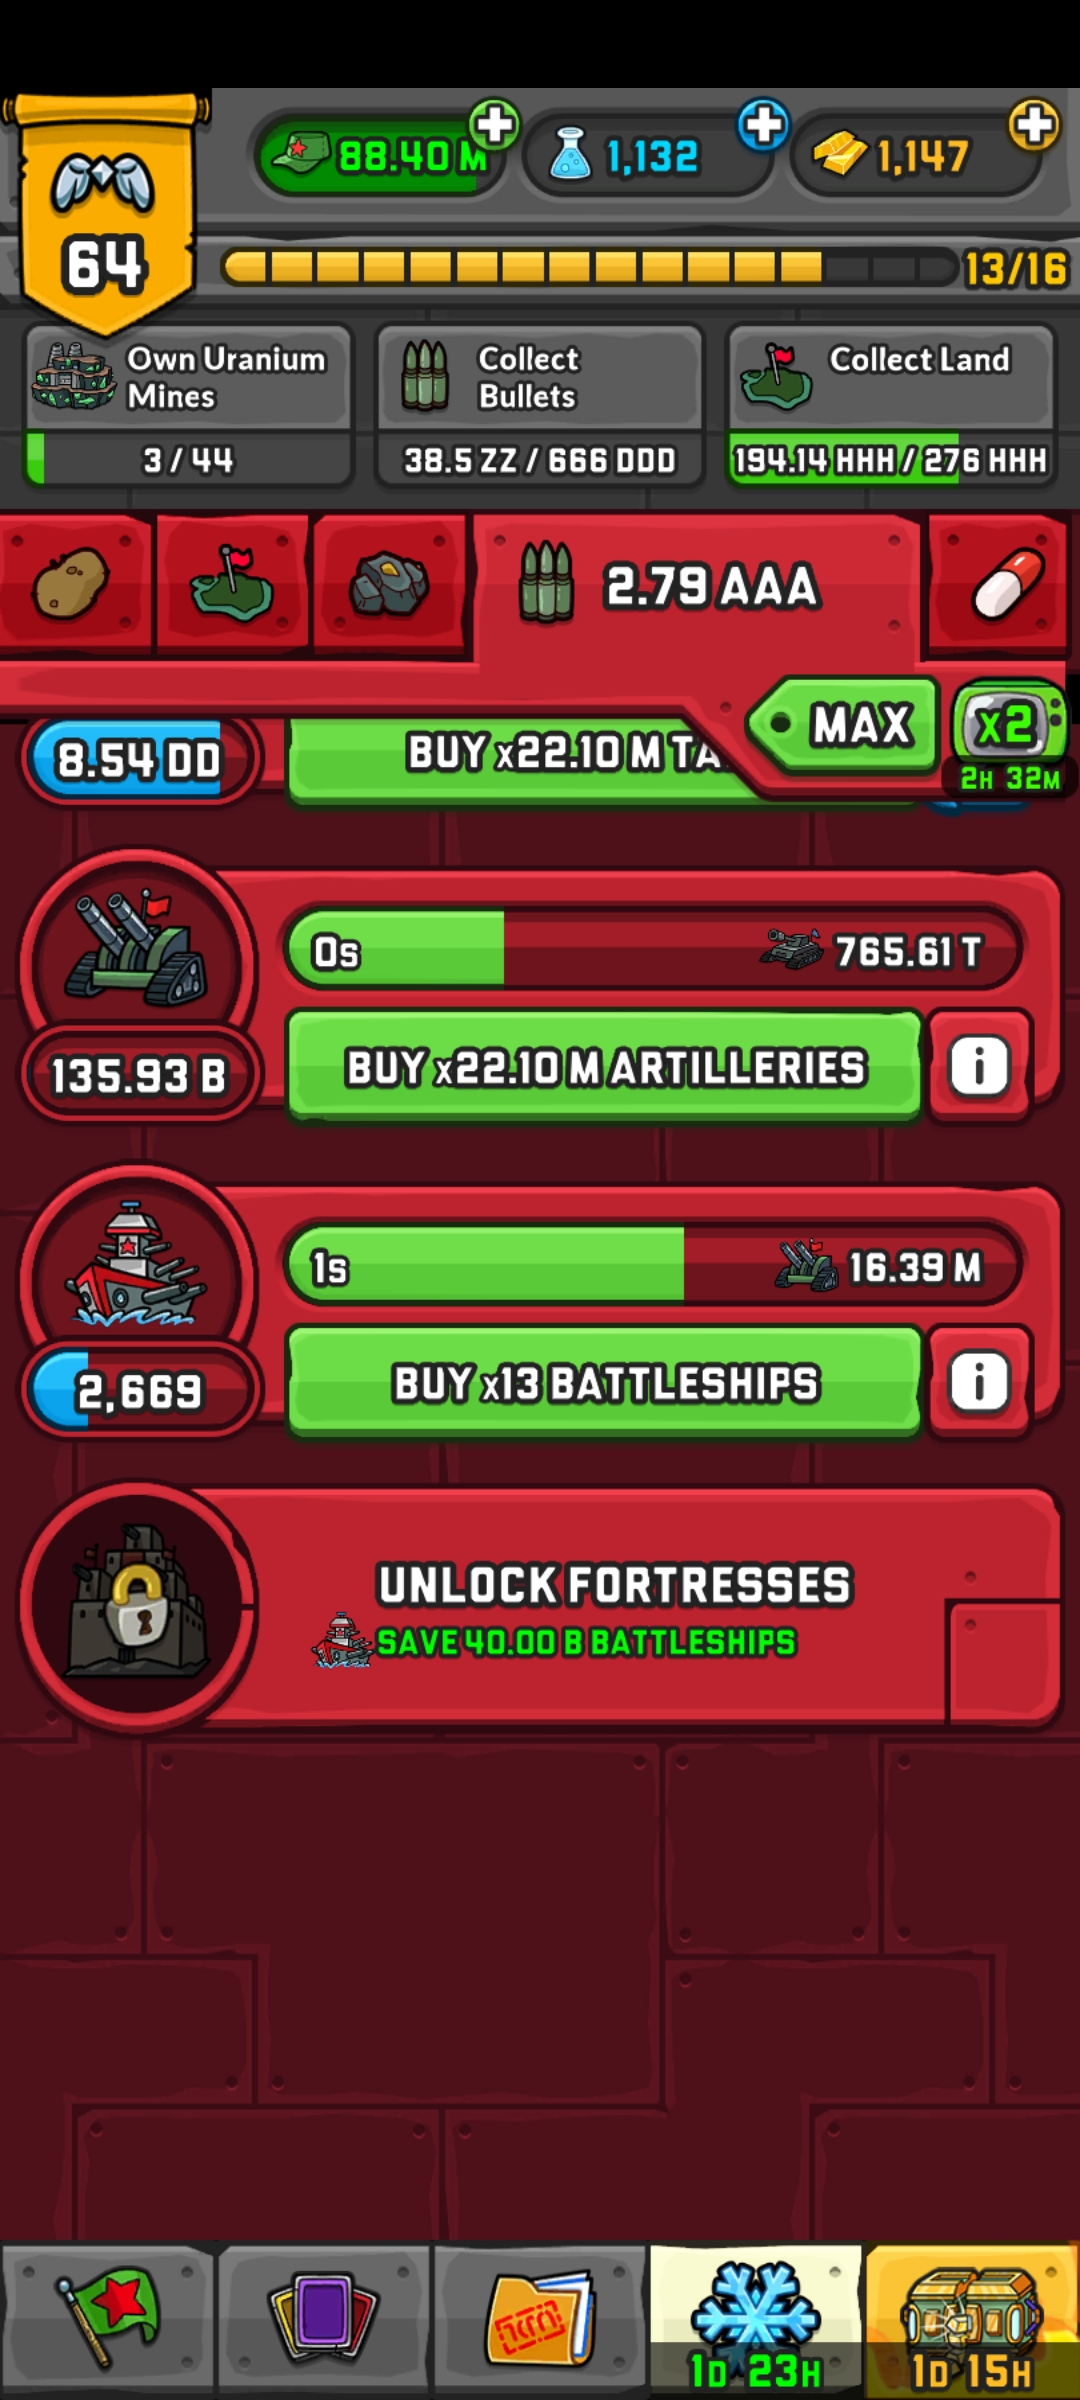 88.40 M
1,132
1,147
64
13/16
Own Uranium
Mines
3 / 44
Collect
Bullets
38.5 ZZ / 666 DDD
Collect Land
194.14 HHH / 276 HHH
2.79 AAA
MAX
x2
2H 32M
8.54 DD
BUY x22.10 M TA
0s
765.61 T
135.93 B
BUY x22.10 M ARTILLERIES
i
1s
16.39 M
2,669
BUY x13 BATTLESHIPS
i
UNLOCK FORTRESSES
SAVE 40.00 B BATTLESHIPS
1D 23H
1D 15H